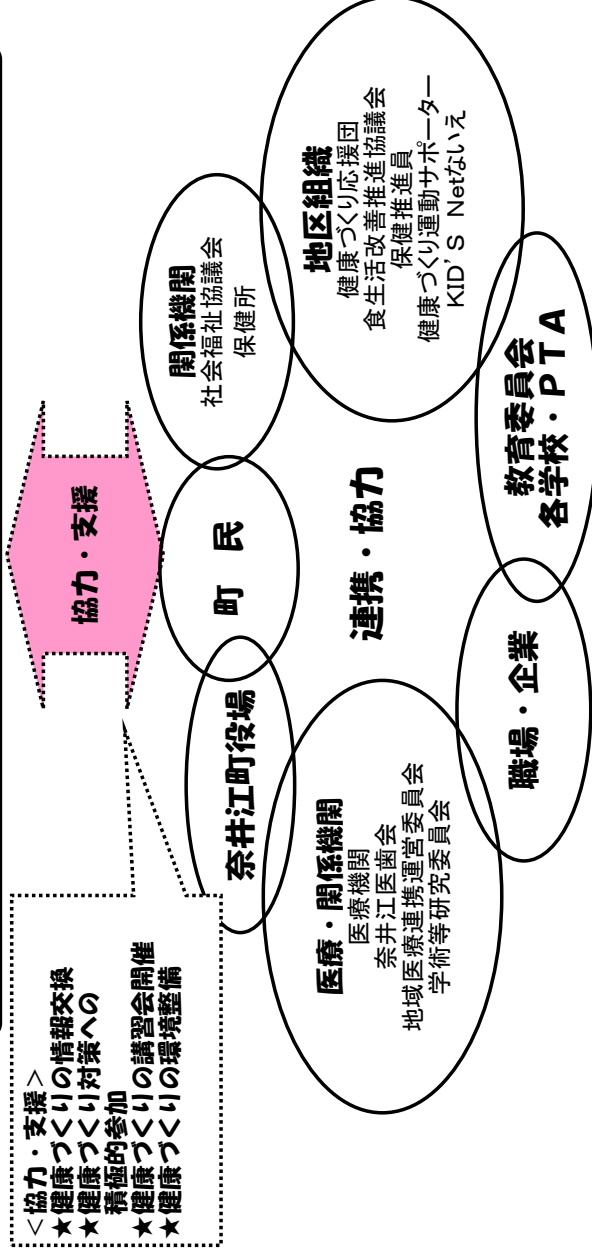 協力・支援
＜協力・支援＞
★健康づくりの情報交換
★健康づくり対策への
積極的参加
★健康づくりの講習会開催
★健康づくりの環境整備
奈井江町役場
町 民
関係機関
社会福祉協議会
保健所
医療・関係機関
医療機関
奈井江医歯会
地域医療連携運営委員会
学術等研究委員会
連携・協力
地区組織
健康づくり応援団
食生活改善推進協議会
保健推進員
健康づくり運動サポーター
KID'S Netないえ
職場・企業
教育委員会
各学校・PTA